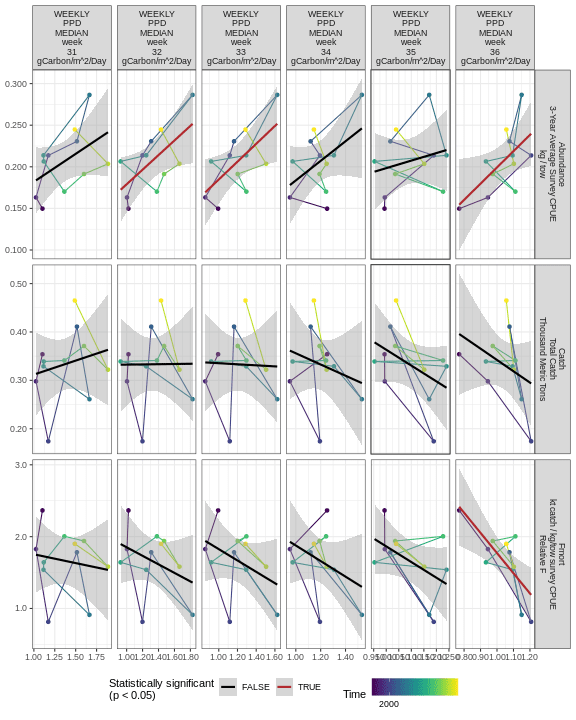 WEEKLY WEEKLY WEEKLY WEEKLY WEEKLY WEEKLY
PPD PPD PPD PPD PPD PPD
MEDIAN MEDIAN MEDIAN MEDIAN MEDIAN MEDIAN
week week week week week week
31 32 33 34 35 36
gCarbon/m^2/Day gCarbon/m^2/Day gCarbon/m^2/Day gCarbon/m^2/Day gCarbon/m^2/Day gCarbon/m^2/Day
0.300
0.250
0.200
0.150
0.100
Abundance
3-Year Average Survey CPUE
kg / tow
0.50
0.40
0.30
0.20
Catch
Total Catch
Thousand Metric Tons
3.0
2.0
1.0
Fmort
kt catch / kg/tow survey CPUE
Relative F
1.00 1.25 1.50 1.75
1.00 1.20 1.40 1.60 1.80
1.00 1.20 1.40 1.60
1.00 1.20 1.40
0.80 0.90 1.00 1.10 1.20
Statistically significant
(p < 0.05)
FALSE TRUE
Time
2000